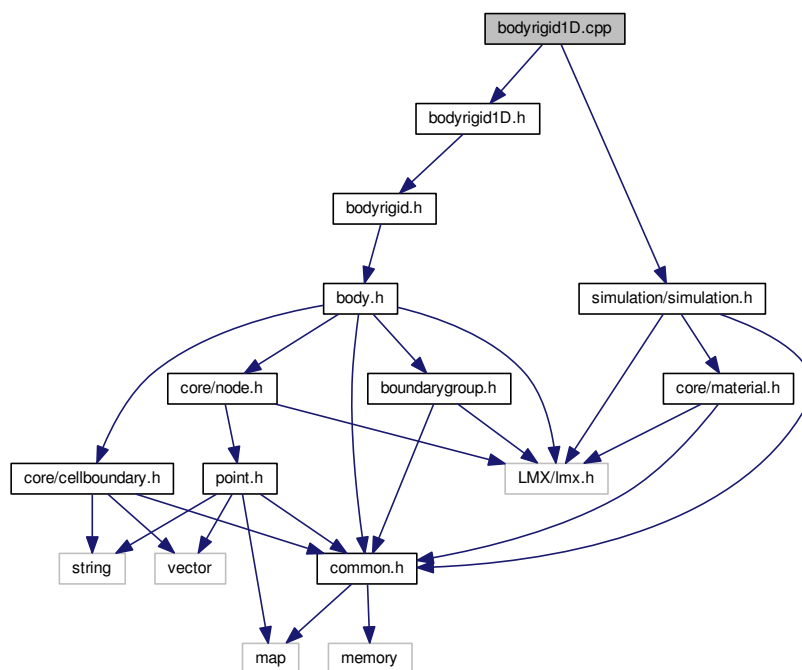 bodyrigid1D.cpp
bodyrigid1D.h
bodyrigid.h
body.h
simulation/simulation.h
core/node.h
boundarygroup.h
core/material.h
core/cellboundary.h
point.h
LMX/lmx.h
string
vector
common.h
map
memory